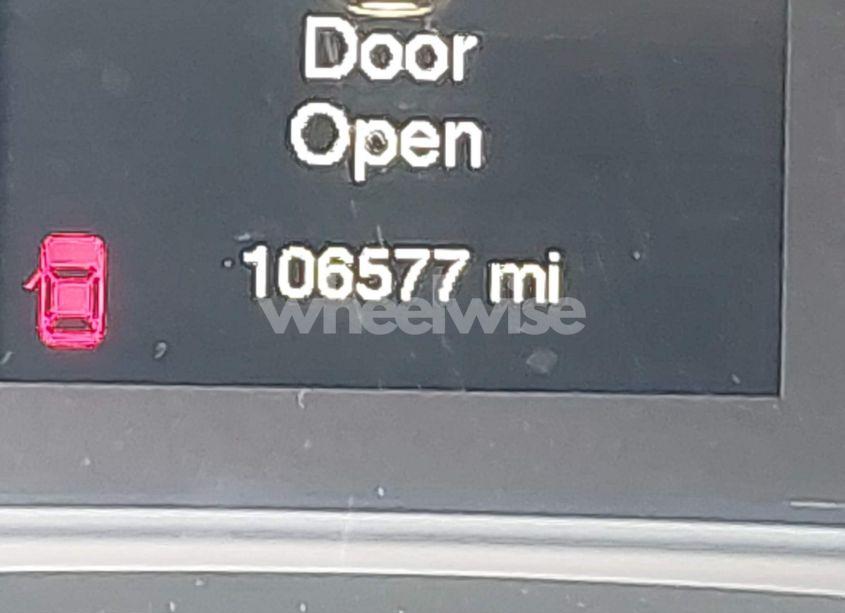 Door
Open
106577 mi
wheelwise